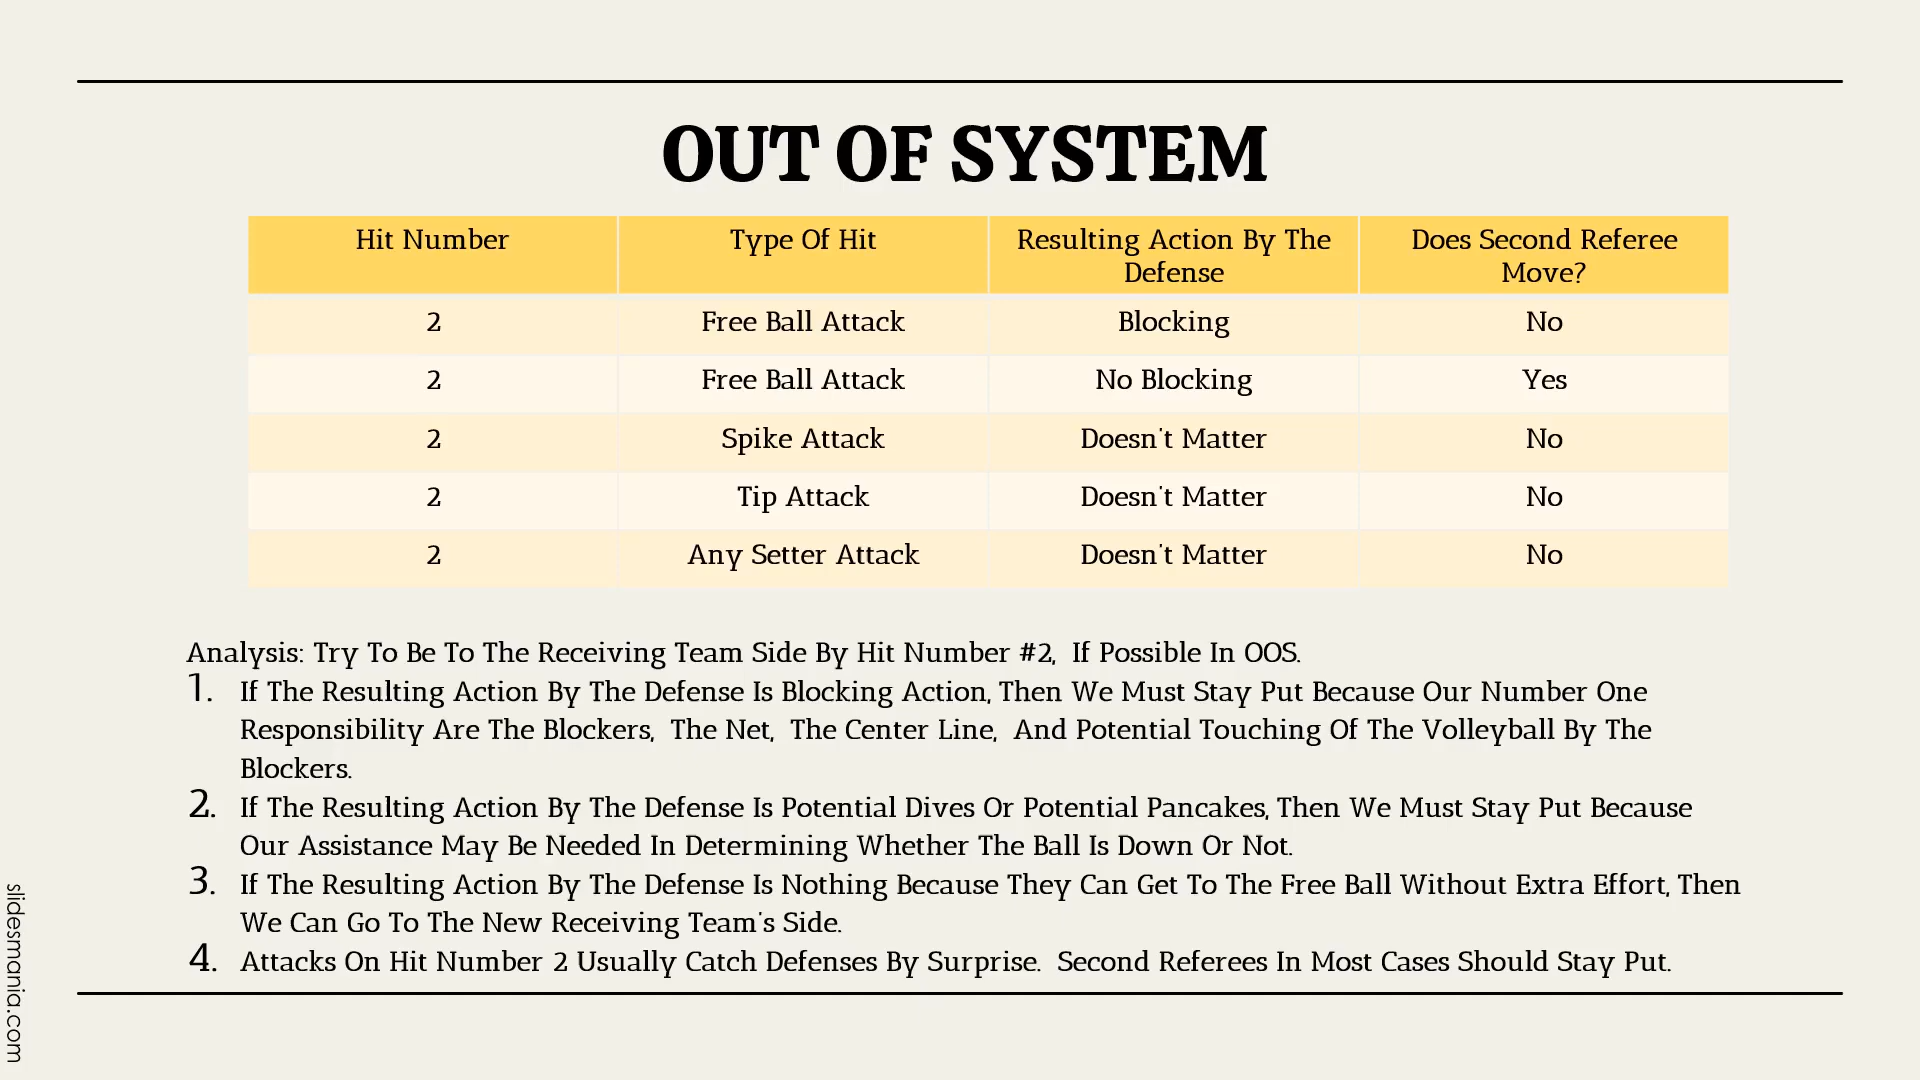 OUT OF SYSTEM
Hit Number Type Of Hit Resulting Action By The Defense Does Second Referee Move?
2 Free Ball Attack Blocking No
2 Free Ball Attack No Blocking Yes
2 Spike Attack Doesn't Matter No
2 Tip Attack Doesn't Matter No
2 Any Setter Attack Doesn't Matter No
Analysis: Try To Be To The Receiving Team Side By Hit Number #2, If Possible In OOS.
1. If The Resulting Action By The Defense Is Blocking Action, Then We Must Stay Put Because Our Number One
Responsibility Are The Blockers, The Net, The Center Line, And Potential Touching Of The Volleyball By The
Blockers.
2. If The Resulting Action By The Defense Is Potential Dives Or Potential Pancakes, Then We Must Stay Put Because
Our Assistance May Be Needed In Determining Whether The Ball Is Down Or Not.
3. If The Resulting Action By The Defense Is Nothing Because They Can Get To The Free Ball Without Extra Effort, Then
We Can Go To The New Receiving Team's Side.
4. Attacks On Hit Number 2 Usually Catch Defenses By Surprise. Second Referees In Most Cases Should Stay Put.
slidesmania.com